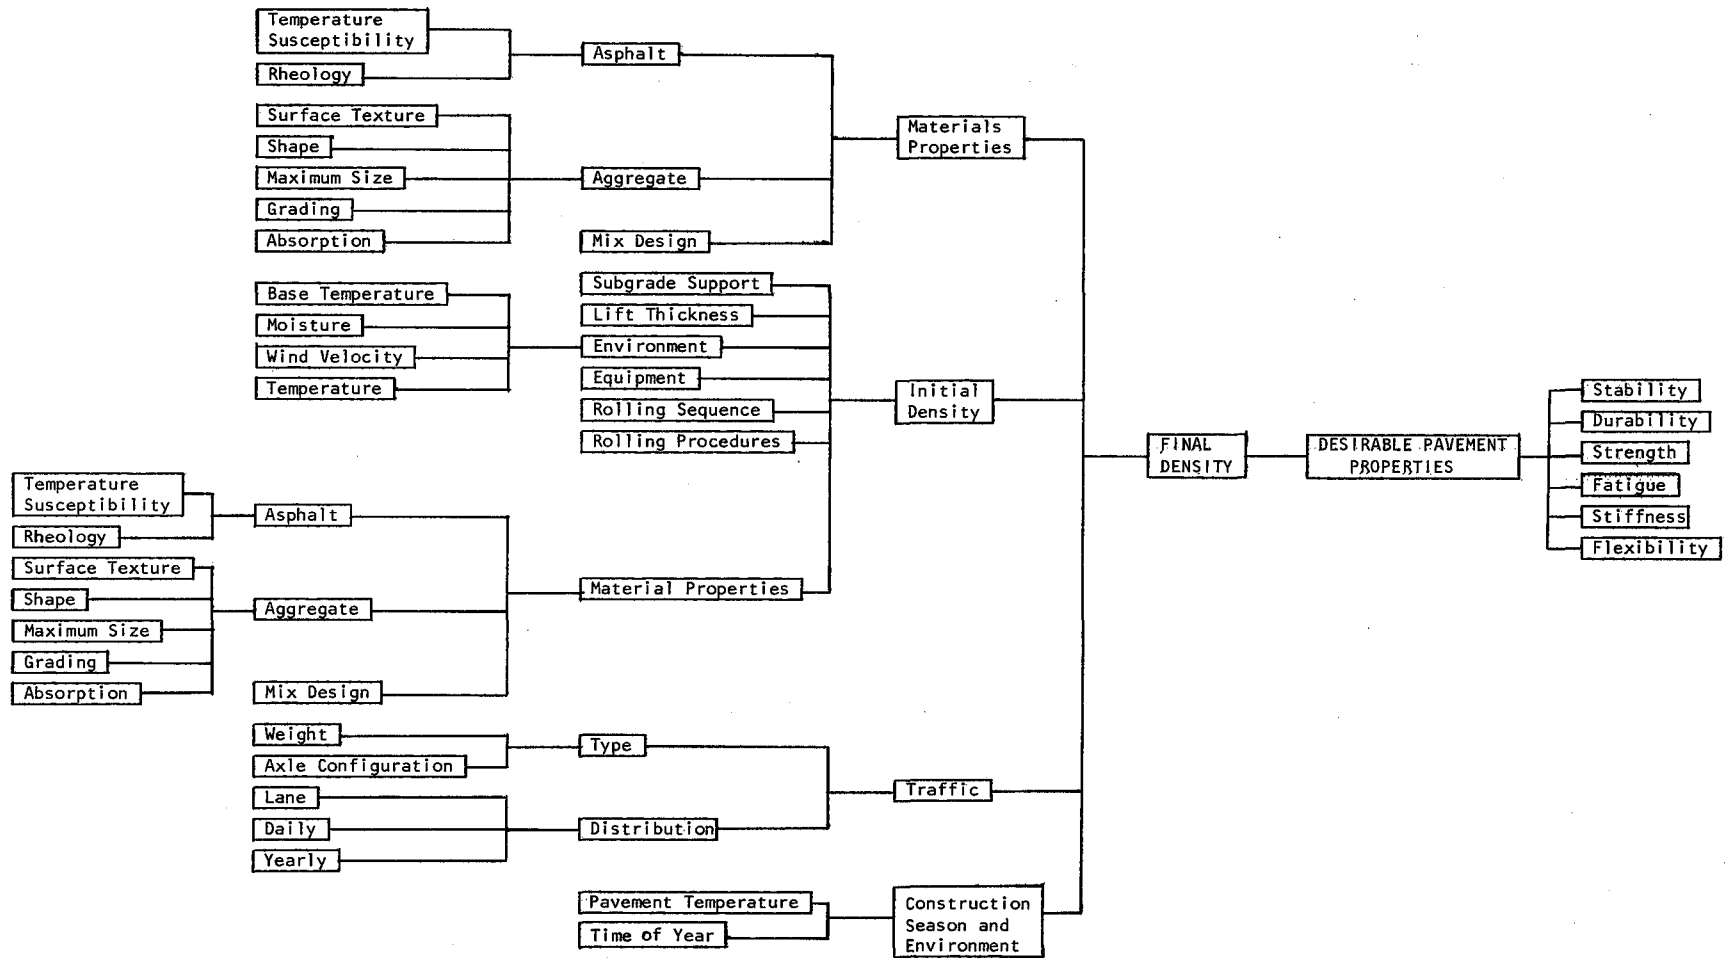 Temperature
Susceptibility
Rheology
Asphalt
Surface Texture
Shape
Maximum Size
Grading
Absorption
Aggregate
Mix Design
Materials
Properties
Base Temperature
Moisture
Wind Velocity
Temperature
Subgrade Support
Lift Thickness
Environment
Equipment
Rolling Sequence
Rolling Procedures
Initial
Density
Temperature
Susceptibility
Rheology
Asphalt
Surface Texture
Shape
Maximum Size
Grading
Absorption
Aggregate
Mix Design
Material Properties
Weight
Axle Configuration
Type
Lane
Daily
Yearly
Distribution
Traffic
Pavement Temperature
Time of Year
Construction
Season and
Environment
FINAL
DENSITY
DESIRABLE PAVEMENT
PROPERTIES
Stability
Durability
Strength
Fatigue
Stiffness
Flexibility